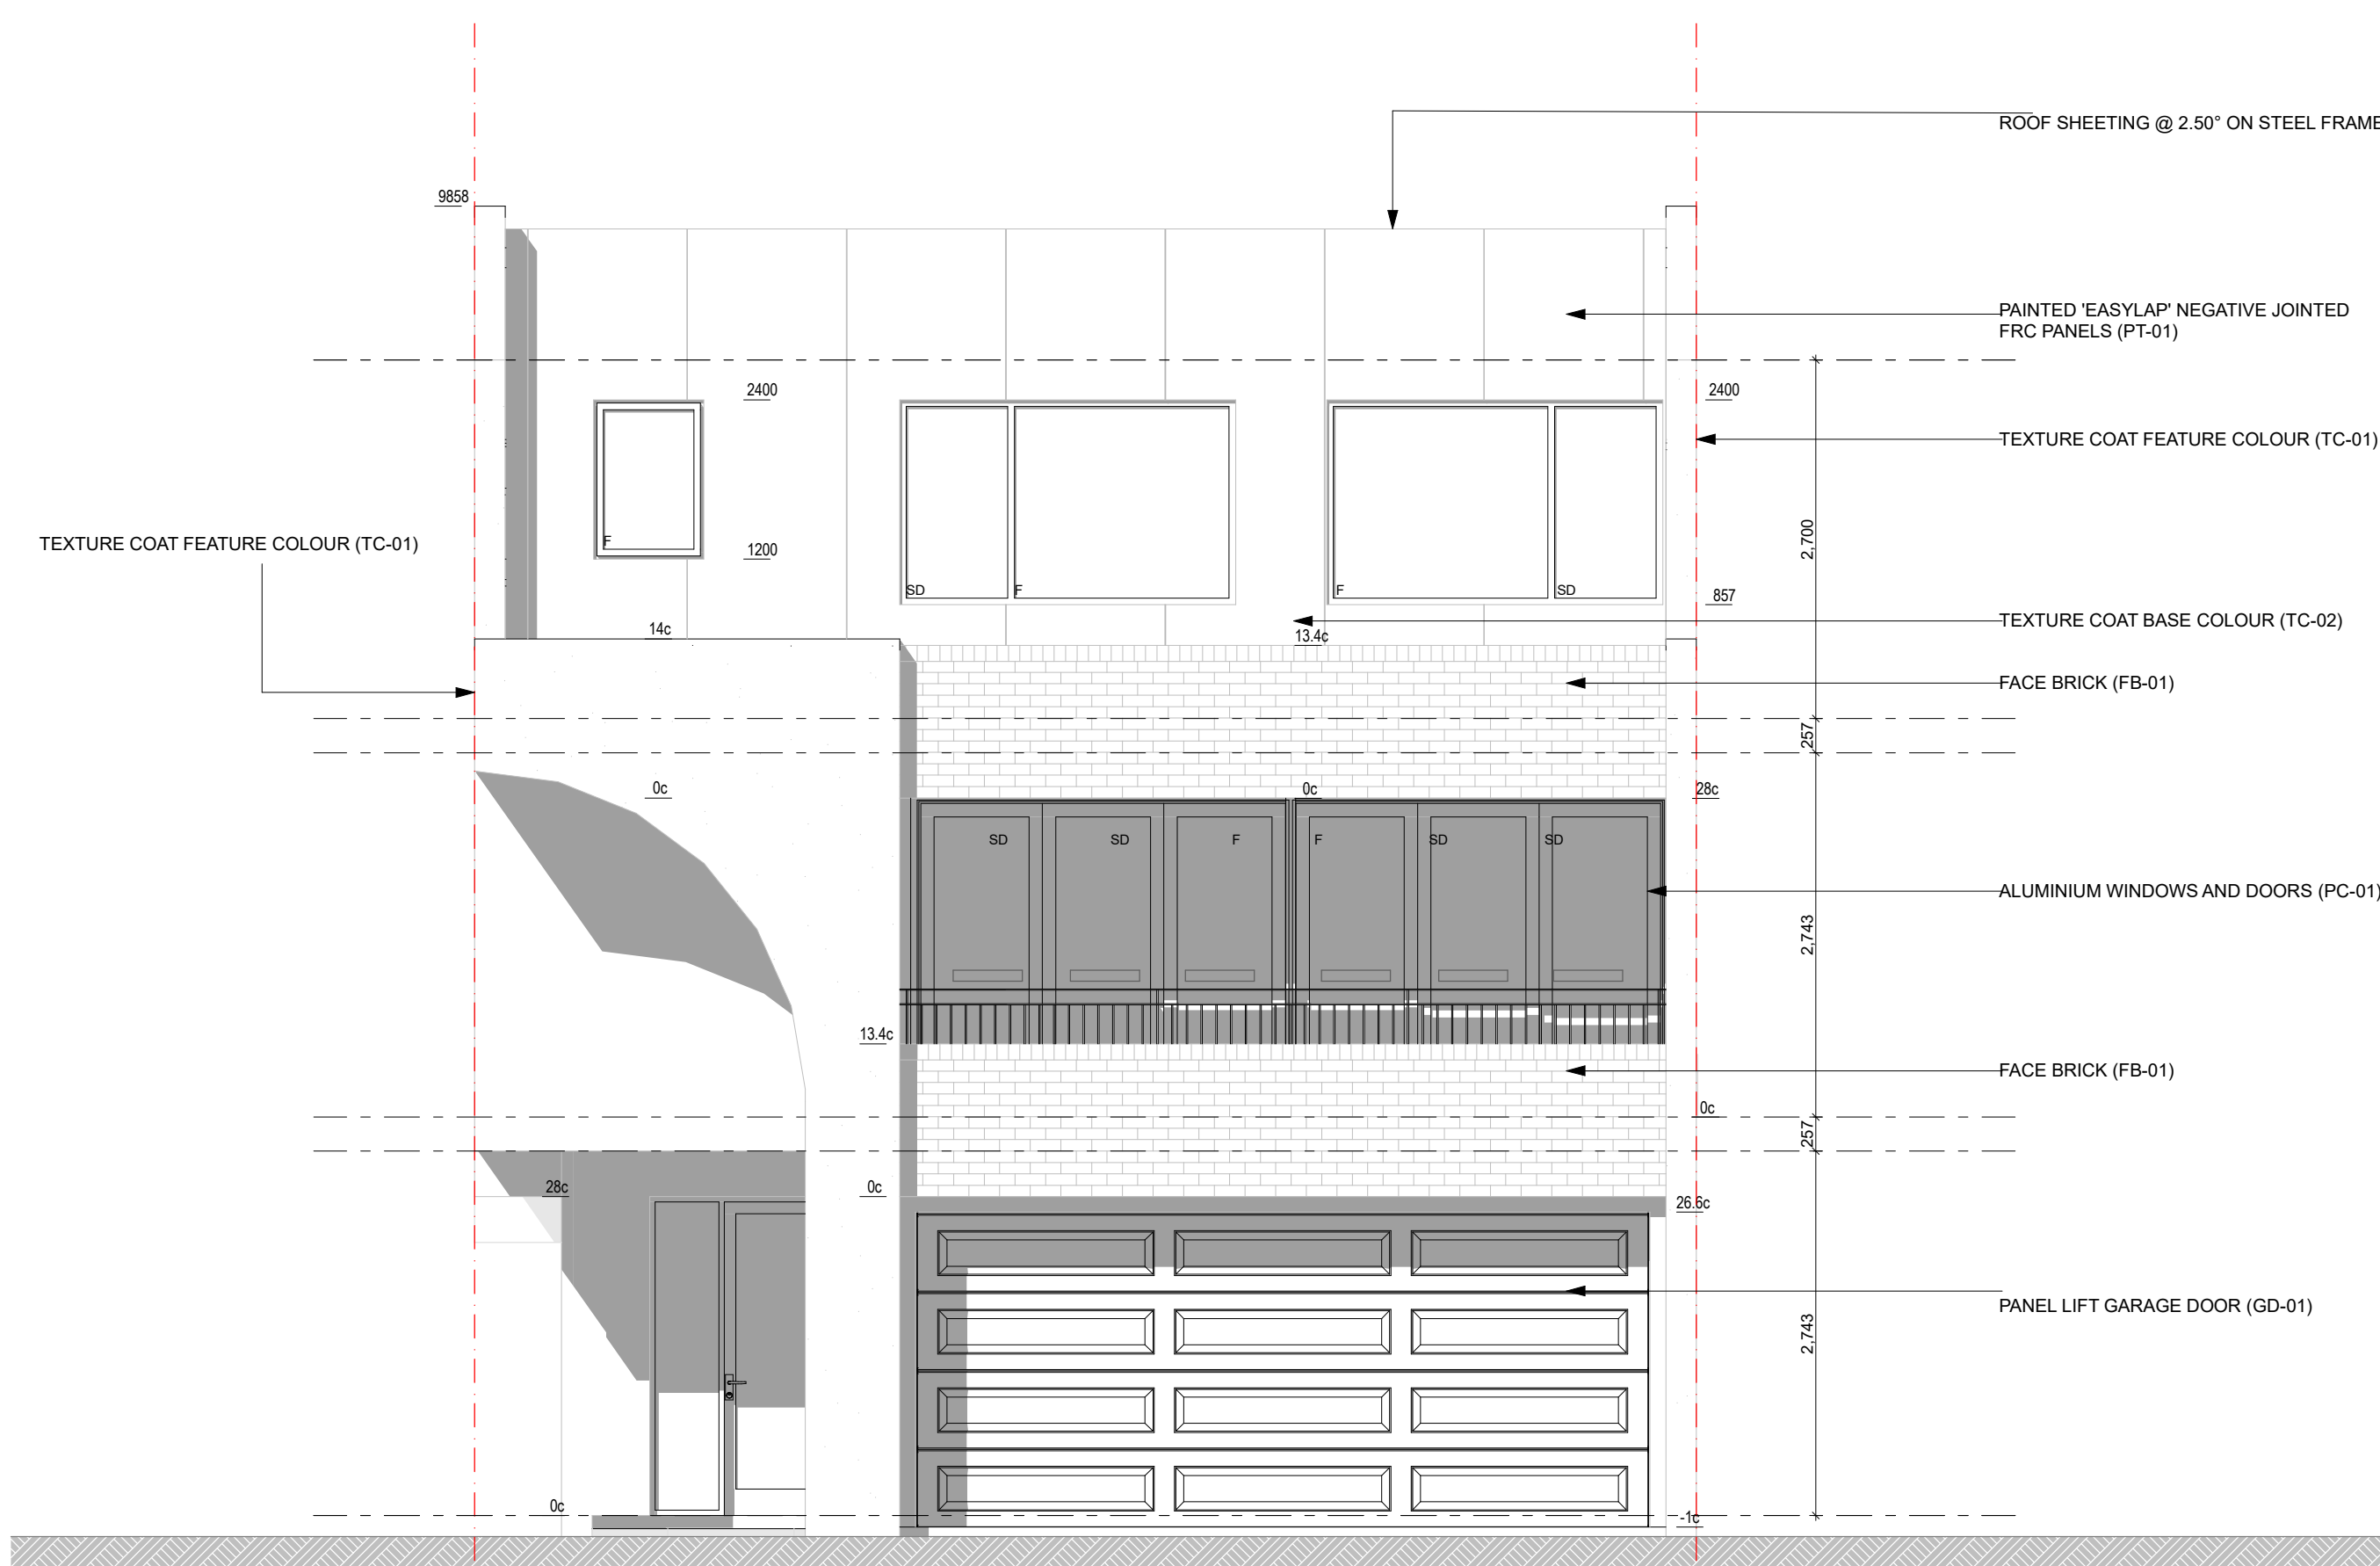 ROOF SHEETING @ 2.50° ON STEEL FRAME
9858
PAINTED 'EASYLAP' NEGATIVE JOINTED
FRC PANELS (PT-01)
2400
2400
TEXTURE COAT FEATURE COLOUR (TC-01)
2,700
F
TEXTURE COAT FEATURE COLOUR (TC-01)
1200
SD
F
F
SD
857
14c
13.4c
TEXTURE COAT BASE COLOUR (TC-02)
FACE BRICK (FB-01)
257
0c
0c
28c
SD
SD
F
F
SD
SD
ALUMINIUM WINDOWS AND DOORS (PC-01)
2,743
13.4c
FACE BRICK (FB-01)
0c
257
28c
0c
26.6c
PANEL LIFT GARAGE DOOR (GD-01)
2,743
0c
-1c